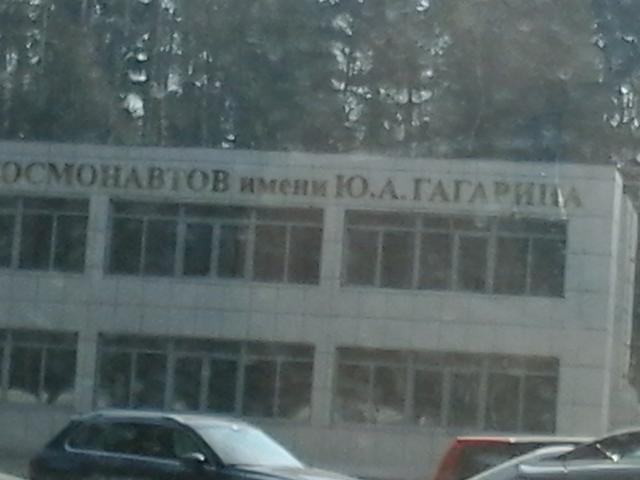 ОСМОНАВТОВ имени Ю.А.ГАГАРИНА